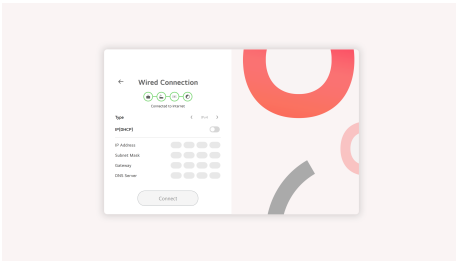 Wired Connection
Connected to Internet
Type
IP(DHCP)
IP Address
Subnet Mask
Gateway
DNS Server
Connect